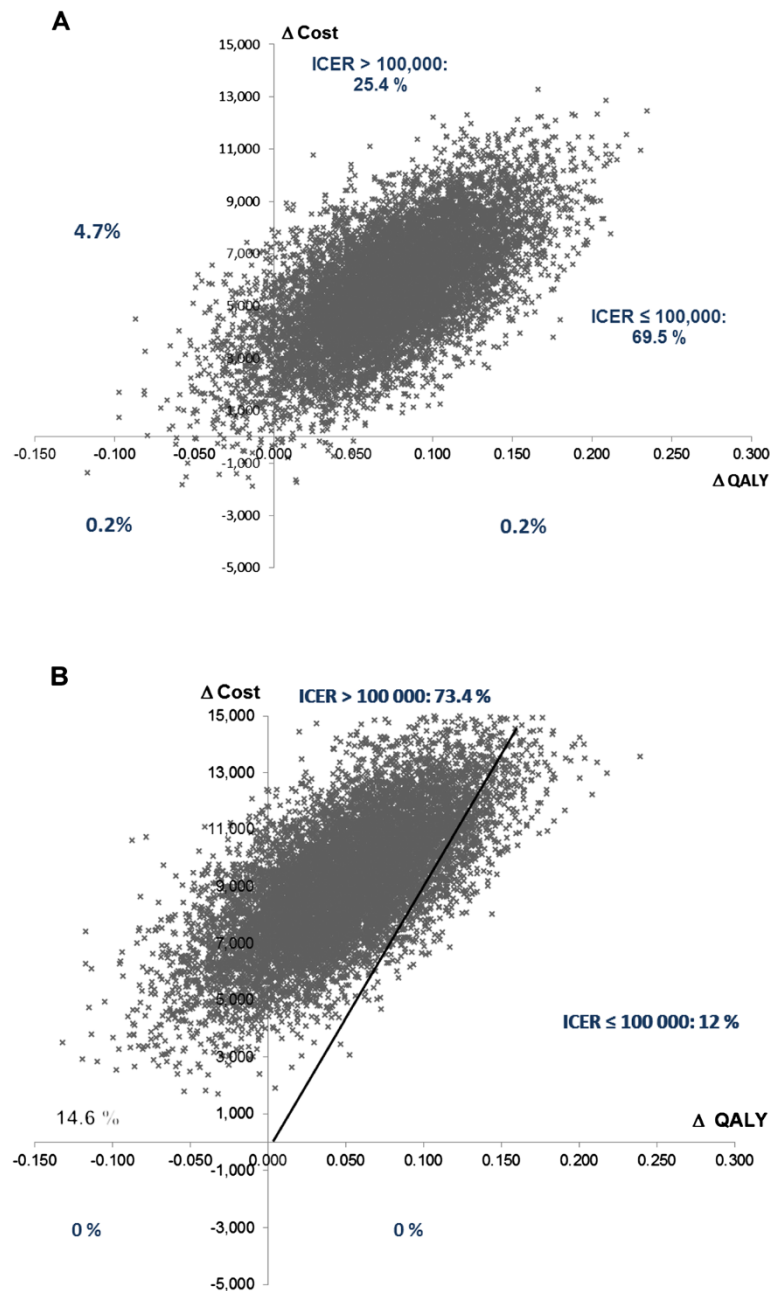 A
Δ Cost
15,000
ICER > 100,000:
25.4 %
13,000
11,000
9,000
4.7%
7,000
5,000
ICER ≤ 100,000:
69.5 %
3,000
1,000
-0.150 -0.100 -0.050 0.000 0.050 0.100 0.150 0.200 0.250 0.300
-1,000
Δ QALY
-3,000
0.2% 0.2%
-5,000
B
Δ Cost
ICER > 100 000: 73.4 %
15,000
13,000
11,000
9,000
7,000
5,000
ICER ≤ 100 000: 12 %
3,000
14.6 %
1,000
Δ QALY
-0.150 -0.100 -0.050 0.000 0.050 0.100 0.150 0.200 0.250 0.300
-1,000
-3,000
0 % 0 %
-5,000